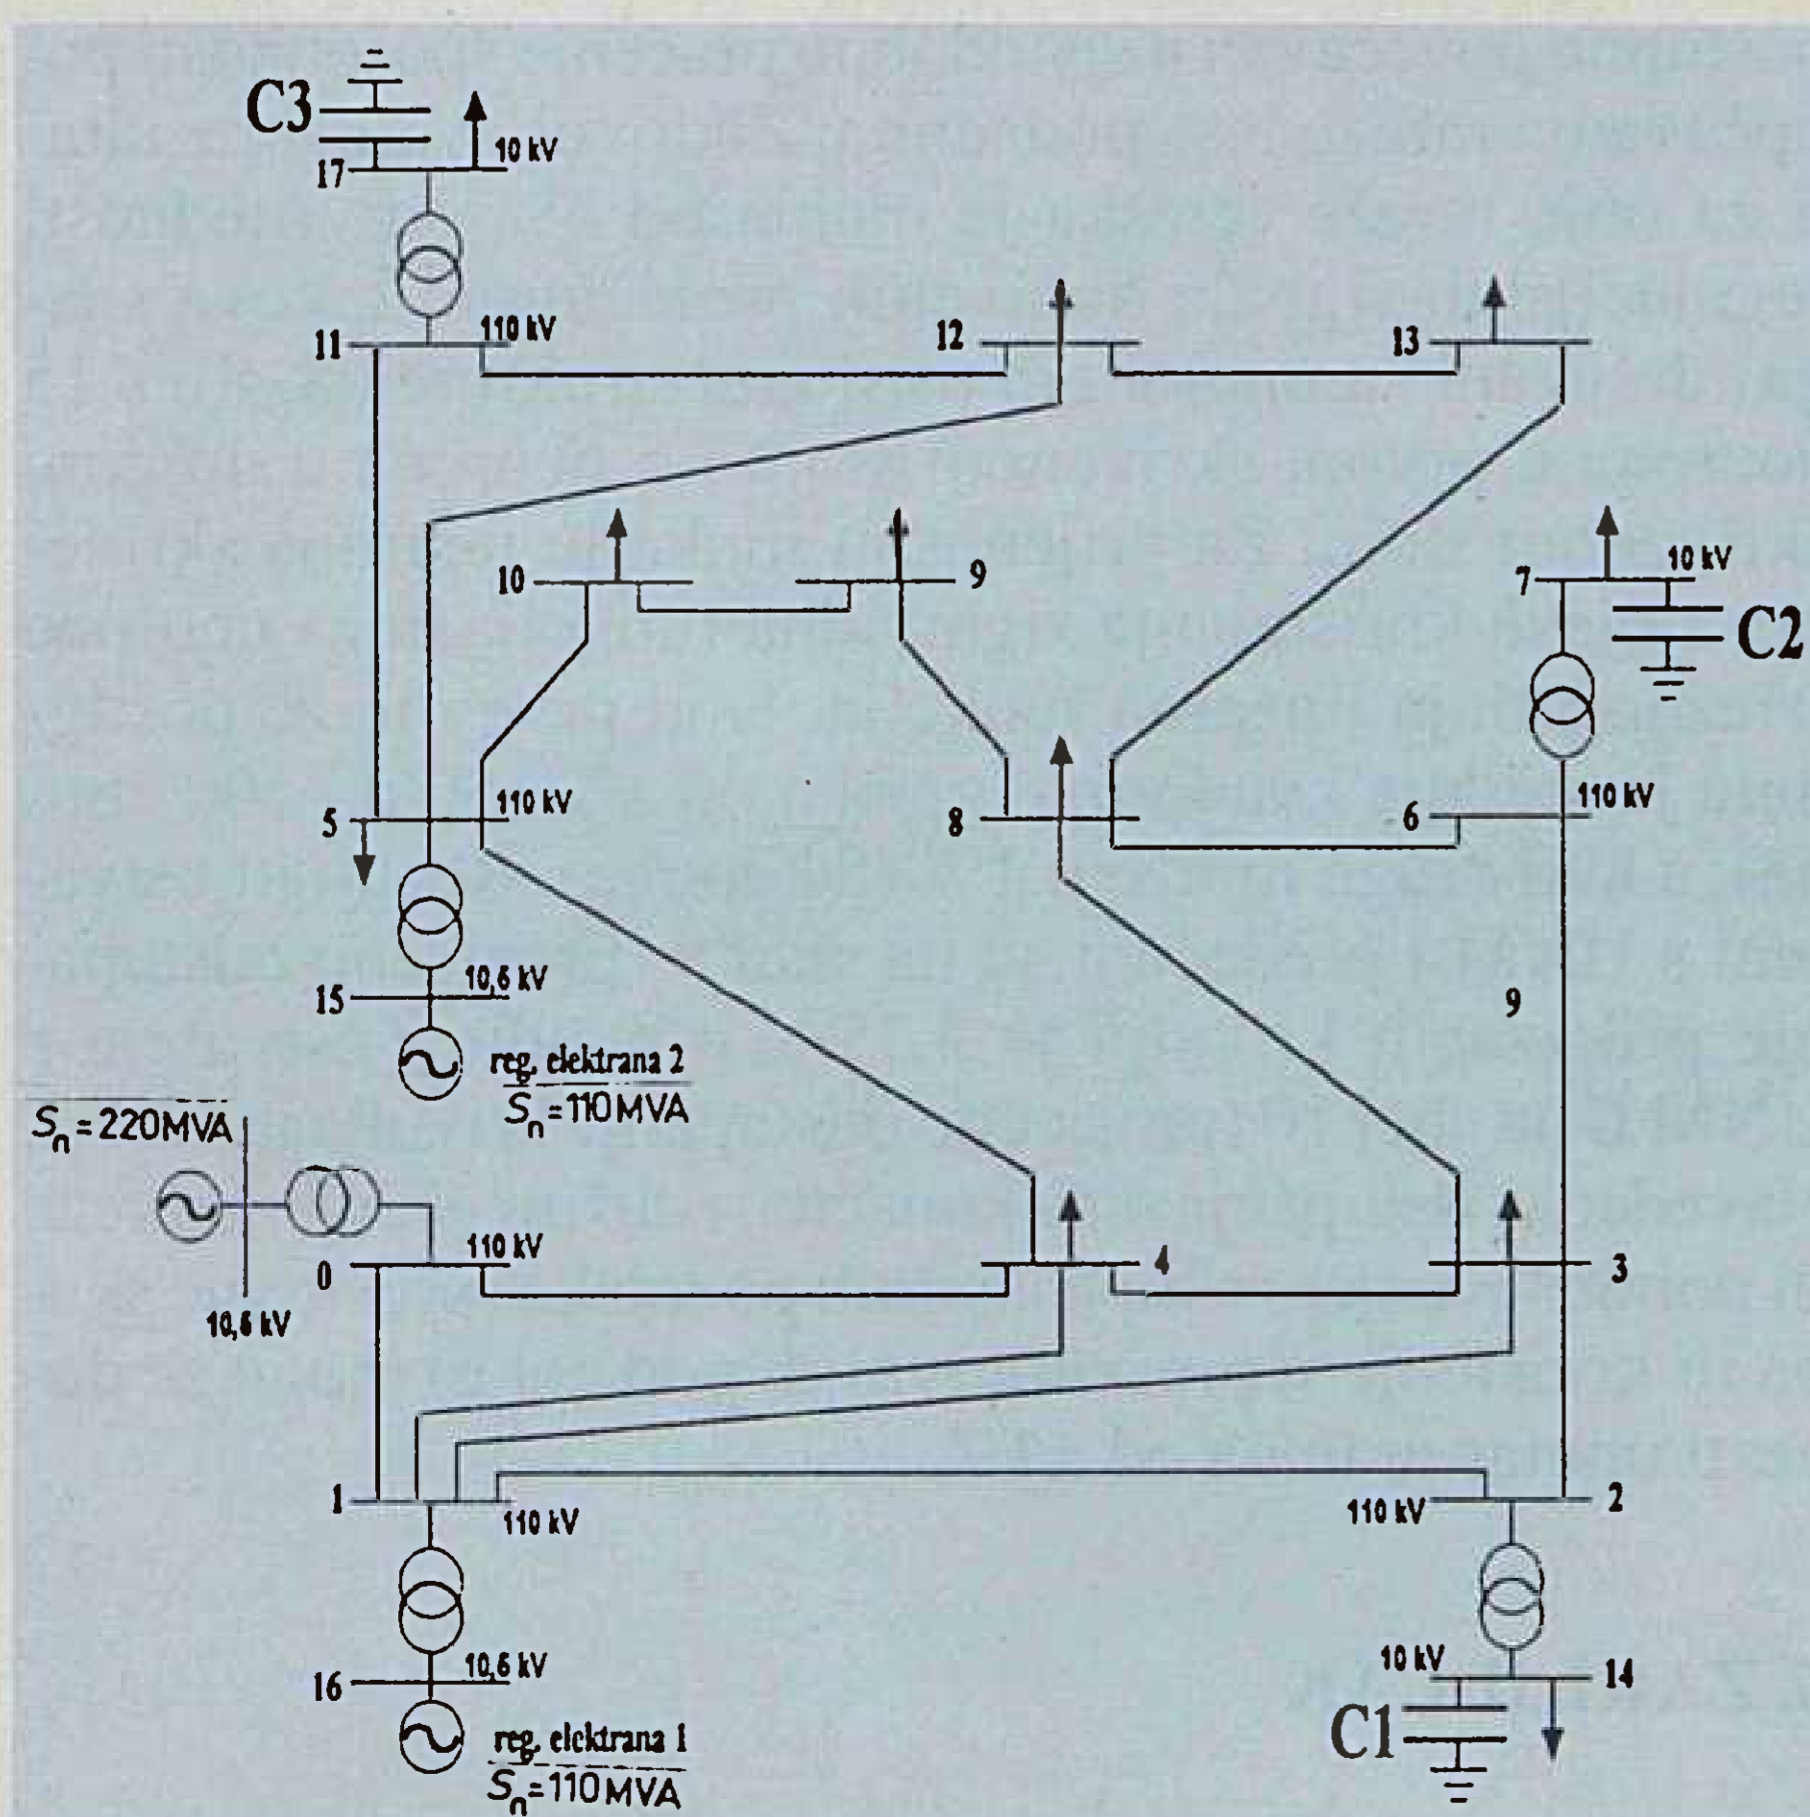 C3
17
10 kV
11
110 kV
12
13
10
9
7
10 kV
C2
5
110 kV
8
6
110 kV
15
10,6 kV
9
reg. elektrana 2
Sn=110MVA
Sn=220MVA
0
110 kV
4
3
10,6 kV
1
110 kV
110 kV
2
16
10,6 kV
10 kV
14
reg. elektrana 1
Sn=110MVA
C1